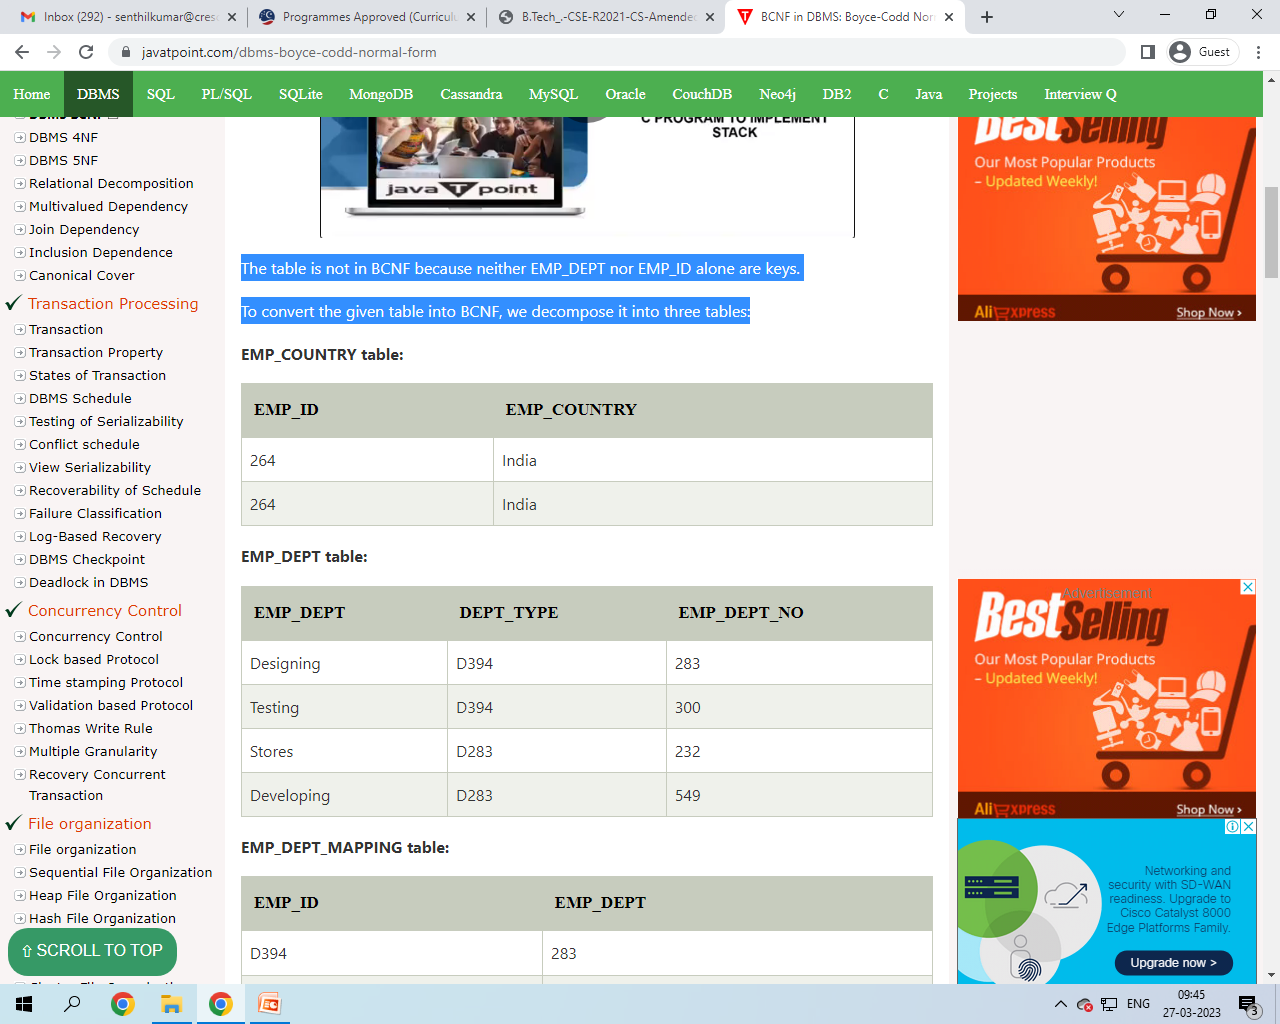 Inbox (292) - senthilkumar@cres
Programmes Approved (Curricul
B.Tech_.-CSE-R2021-CS-Amende
BCNF in DBMS: Boyce-Codd Nor
javatpoint.com/dbms-boyce-codd-normal-form
Guest
Home
DBMS
SQL
PL/SQL
SQLite
MongoDB
Cassandra
MySQL
Oracle
CouchDB
Neo4j
DB2
C
Java
Projects
Interview Q
DBMS BCNF
DBMS 4NF
DBMS 5NF
Relational Decomposition
Multivalued Dependency
Join Dependency
Inclusion Dependence
Canonical Cover
Transaction Processing
Transaction
Transaction Property
States of Transaction
DBMS Schedule
Testing of Serializability
Conflict schedule
View Serializability
Recoverability of Schedule
Failure Classification
Log-Based Recovery
DBMS Checkpoint
Deadlock in DBMS
Concurrency Control
Concurrency Control
Lock based Protocol
Time stamping Protocol
Validation based Protocol
Thomas Write Rule
Multiple Granularity
Recovery Concurrent
Transaction
File organization
File organization
Sequential File Organization
Heap File Organization
Hash File Organization
⇧ SCROLL TO TOP
C PROGRAM TO IMPLEMENT
STACK
java T point
The table is not in BCNF because neither EMP_DEPT nor EMP_ID alone are keys.
To convert the given table into BCNF, we decompose it into three tables:
EMP_COUNTRY table:
EMP_ID EMP_COUNTRY
264 India
264 India
EMP_DEPT table:
EMP_DEPT DEPT_TYPE EMP_DEPT_NO
Designing D394 283
Testing D394 300
Stores D283 232
Developing D283 549
EMP_DEPT_MAPPING table:
EMP_ID EMP_DEPT
D394 283
Best Selling
Our Most Popular Products
– Updated Weekly!
AliExpress
Shop Now ›
Advertisement
Best Selling
Our Most Popular Products
– Updated Weekly!
AliExpress
Shop Now ›
Networking and
security with SD-WAN
readiness. Upgrade to
Cisco Catalyst 8000
Edge Platforms Family.
Upgrade now >
ENG
09:45
27-03-2023
3